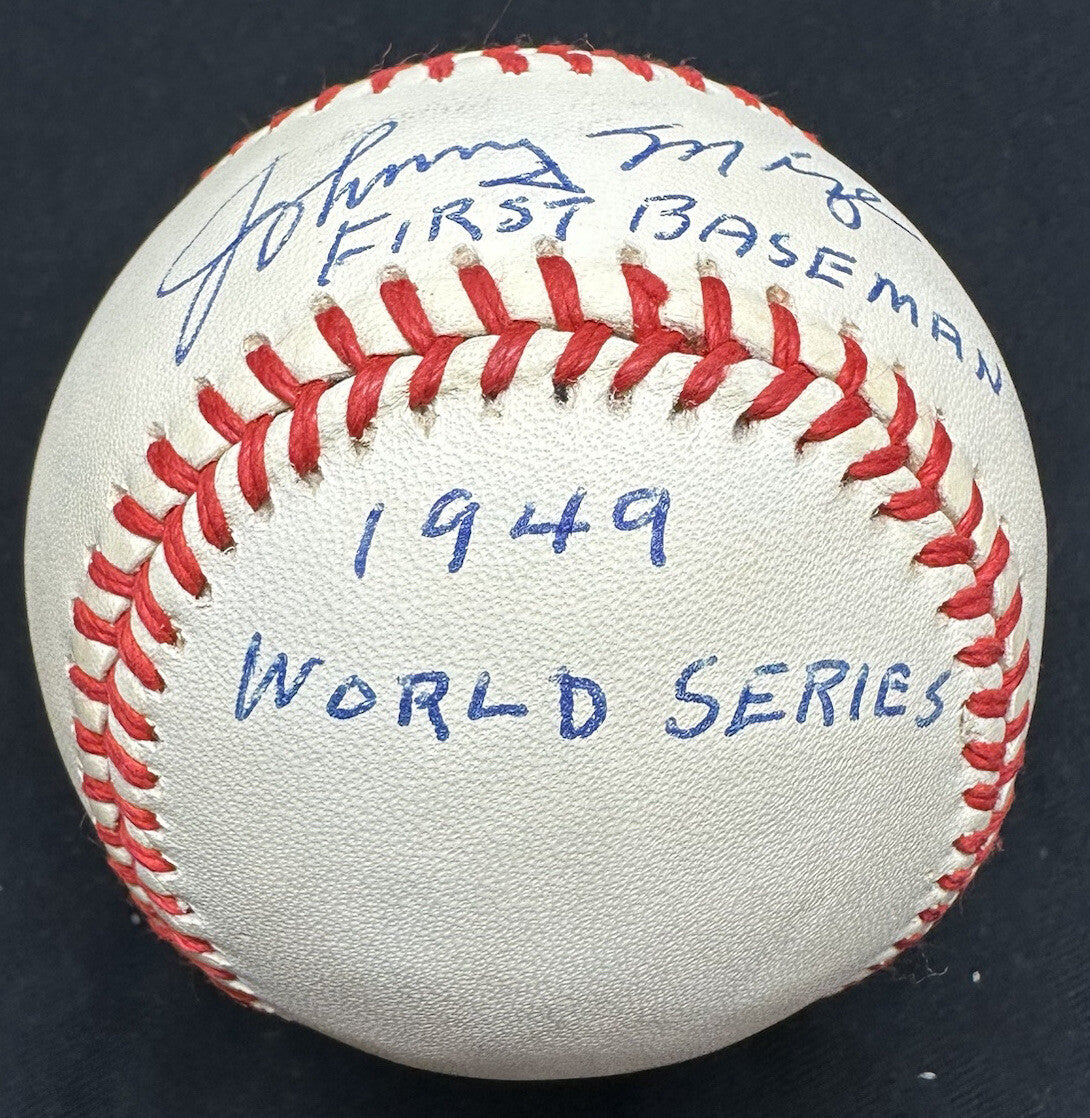 Johnny Mize
FIRST BASEMAN
1949
WORLD SERIES